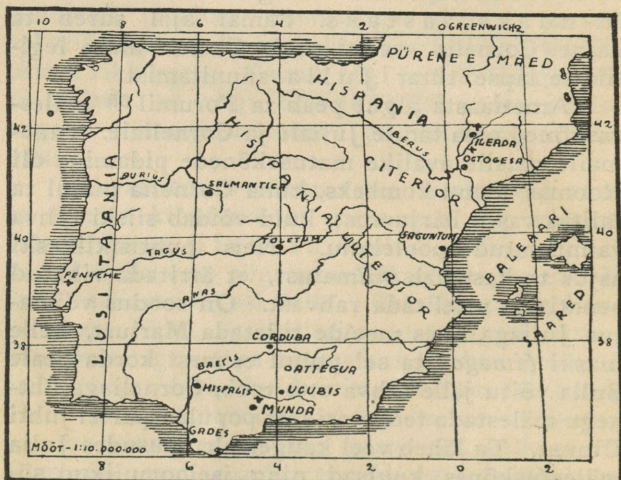 10 8 6 2 0 GREENWICH 2
PÜRENEE MÄED
HISPANIA
CITERIOR
42 IBERUS 42
ILERDA
OCTOGESA
HISPANIA ULTERIOR
DURIUS
SALMANTICA
LUSITAANIA
40 TAGUS TOLETUM SAGUNTUM 40
BALEAARI
SAARED
PENICHE
ANAS
38 CORDUBA 38
BAETIS ATTEGUA
HISPALIS UCUBIS
MUNDA
GADES
MÕÕT-1:10.000.000
8 6 4 2 0 2